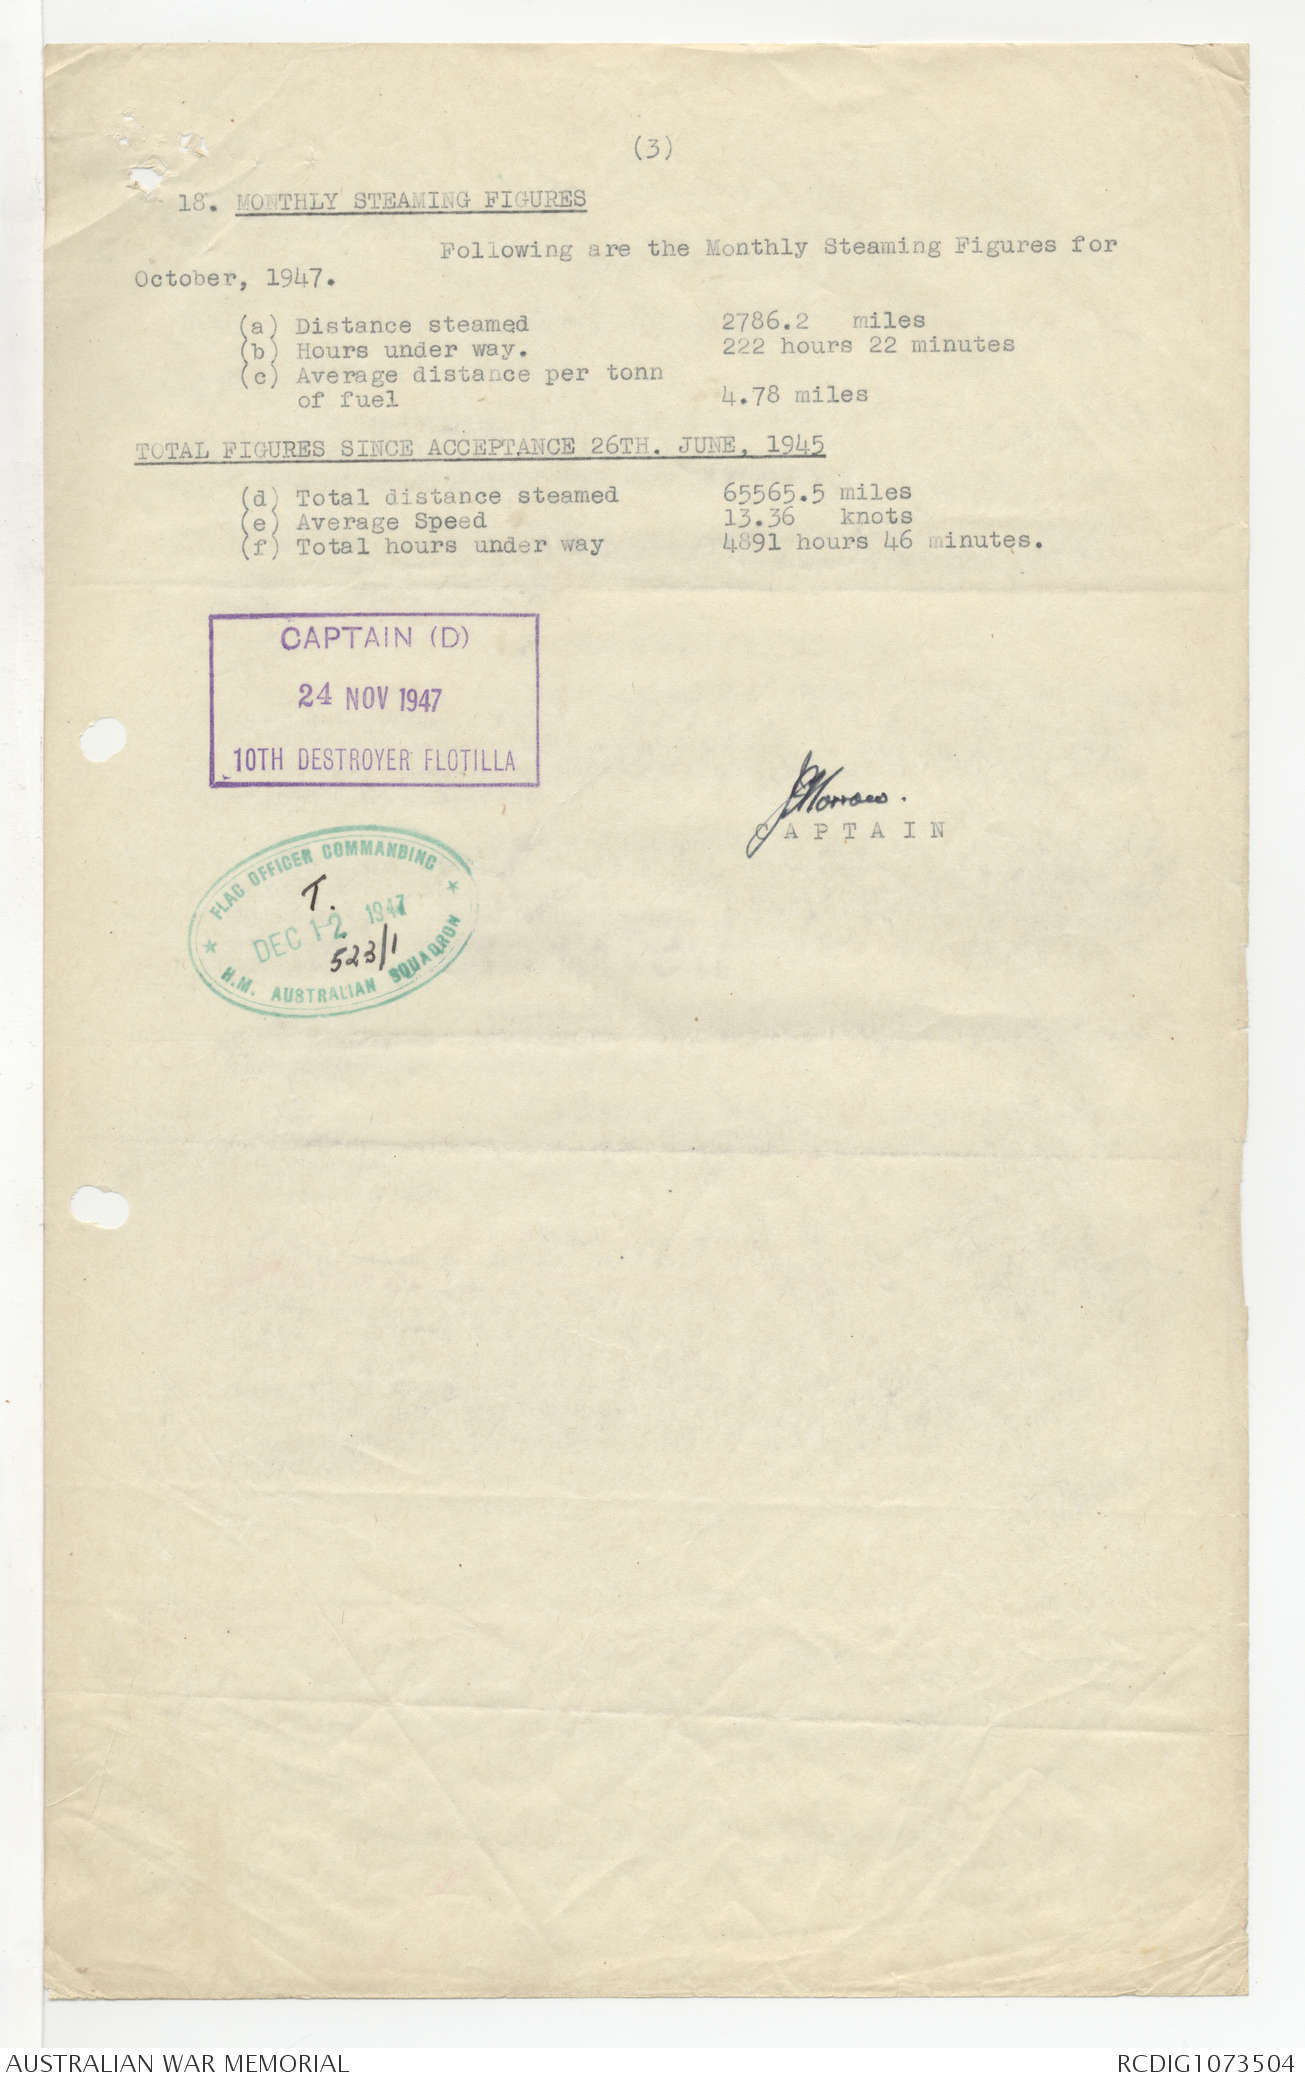 (3)
18. MONTHLY STEAMING FIGURES
Following are the Monthly Steaming Figures for
October, 1947.
(a) Distance steamed 2786.2 miles
(b) Hours under way. 222 hours 22 minutes
(c) Average distance per tonn
of fuel 4.78 miles
TOTAL FIGURES SINCE ACCEPTANCE 26TH. JUNE, 1945
(d) Total distance steamed 65565.5 miles
(e) Average Speed 13.36 knots
(f) Total hours under way 4891 hours 46 minutes.
CAPTAIN (D)
24 NOV 1947
10TH DESTROYER FLOTILLA
JMorrow.
CAPTAIN
FLAG OFFICER COMMANDING
T.
DEC 12 1947
523/1
H.M. AUSTRALIAN SQUADRON
AUSTRALIAN WAR MEMORIAL
RCDIG1073504